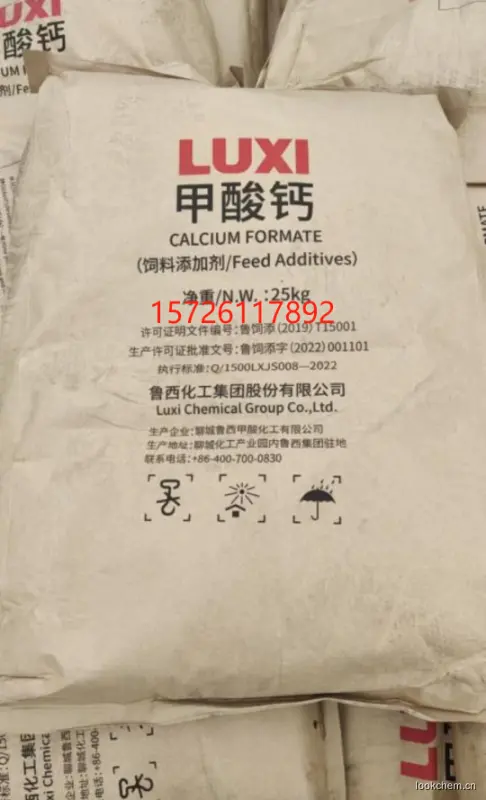 LUXI
甲酸钙
LUXI
甲酸钙
CALCIUM FORMATE
(饲料添加剂/Feed Additives)
净重/N.W. :25kg
15726117892
许可证明文件编号:鲁饲添(2019)T15001
生产许可证批准文号:鲁饲添字(2022)001101
执行标准:Q/1500LXJS008—2022
鲁西化工集团股份有限公司
Luxi Chemical Group Co.,Ltd.
生产企业:聊城鲁西甲酸化工有限公司
生产地址:聊城化工产业园内鲁西集团驻地
联系电话:+86-400-700-0830
LU
lookchem.cn